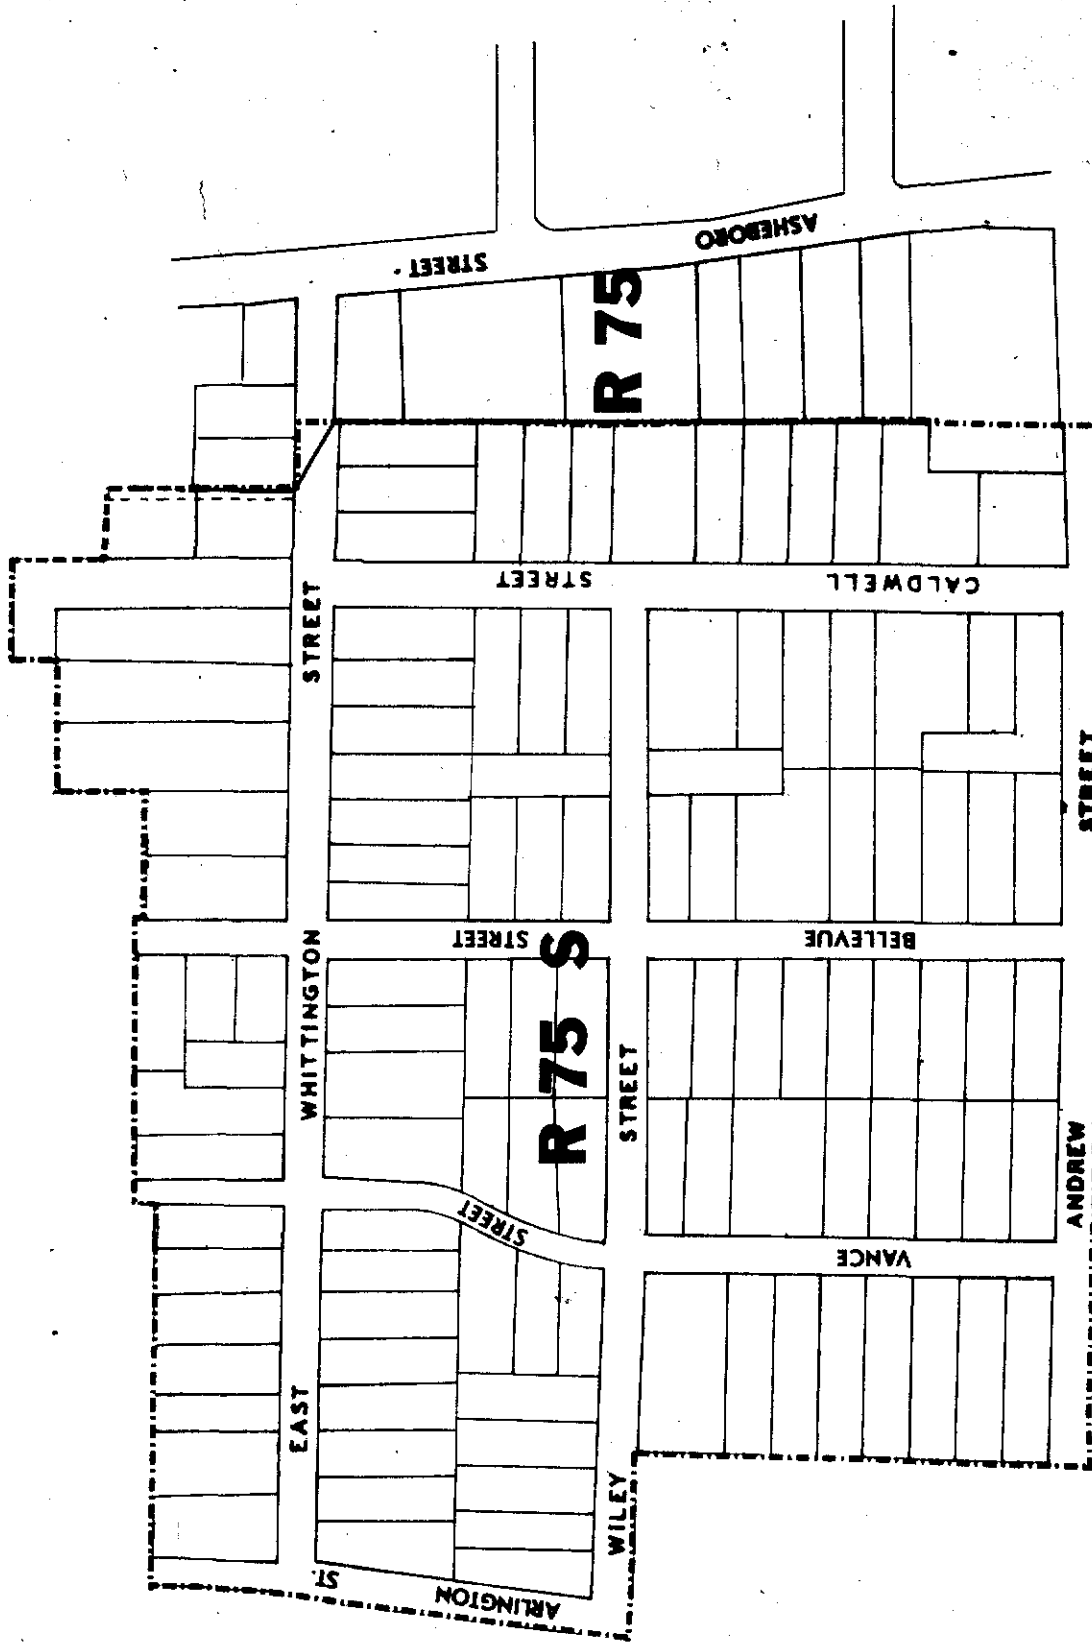 ASHEBORO STREET
R 75
CALDWELL STREET
EAST WHITTINGTON STREET
BELLEVUE STREET
R 75 S
WILEY STREET
ANDREW STREET
VANCE STREET
ARLINGTON ST.